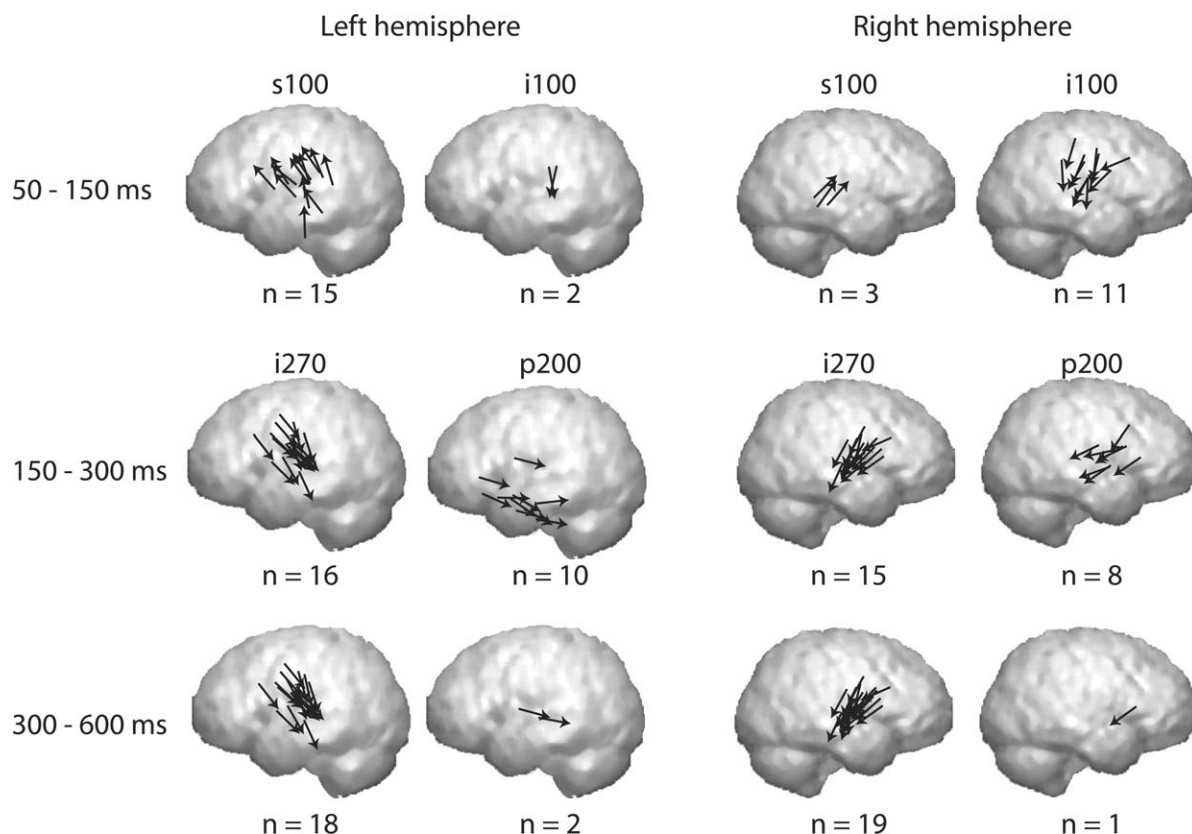 Left hemisphere Right hemisphere
s100 i100 s100 i100
50 - 150 ms
n = 15 n = 2 n = 3 n = 11
i270 p200 i270 p200
150 - 300 ms
n = 16 n = 10 n = 15 n = 8
300 - 600 ms
n = 18 n = 2 n = 19 n = 1